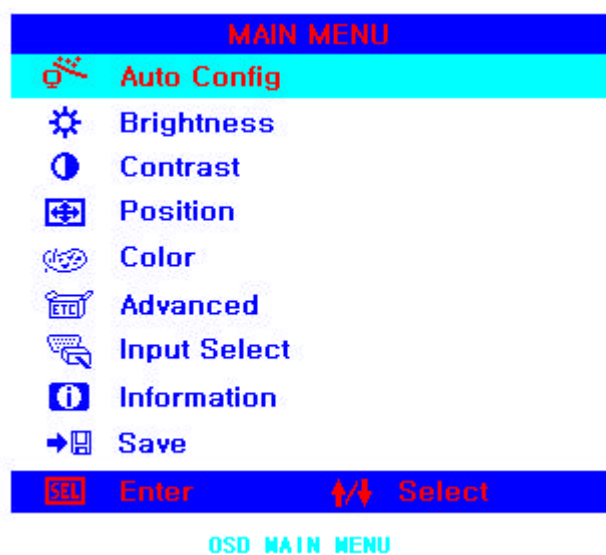 MAIN MENU
Auto Config
Brightness
Contrast
Position
Color
ETC Advanced
Input Select
i Information
Save
SEL Enter / Select
OSD MAIN MENU